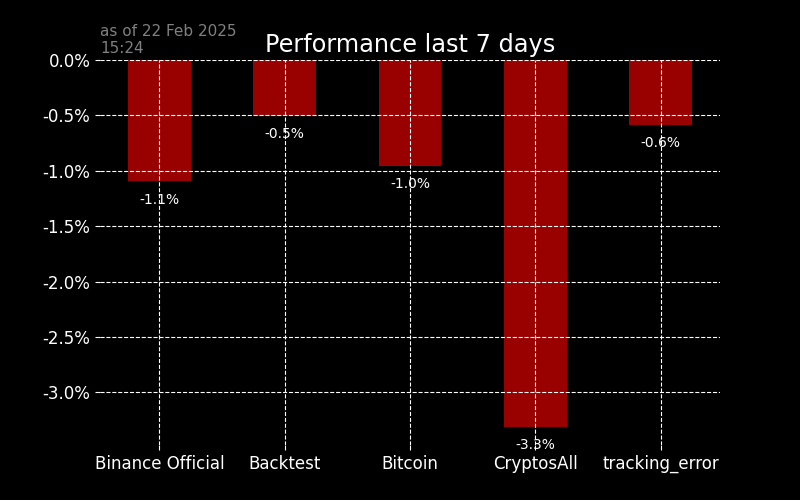 as of 22 Feb 2025
15:24
Performance last 7 days
0.0%
-0.5%
-1.0%
-1.5%
-2.0%
-2.5%
-3.0%
-1.1%
-0.5%
-1.0%
-3.3%
-0.6%
Binance Official
Backtest
Bitcoin
CryptosAll
tracking_error